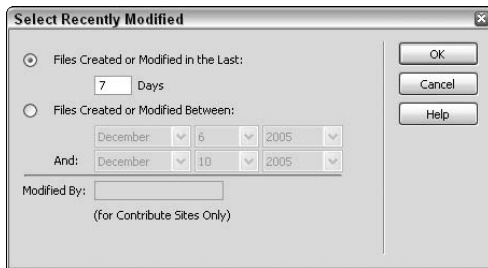 Select Recently Modified
Files Created or Modified in the Last:
OK
7 Days
Cancel
Files Created or Modified Between:
Help
December 6 2005
And: December 10 2005
Modified By:
(for Contribute Sites Only)